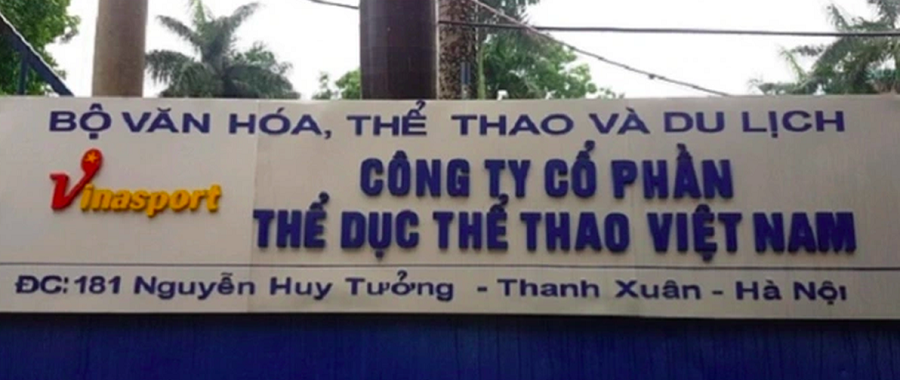 BỘ VĂN HÓA, THỂ THAO VÀ DU LỊCH
Vinasport
CÔNG TY CỔ PHẦN
THỂ DỤC THỂ THAO VIỆT NAM
ĐC: 181 Nguyễn Huy Tưởng - Thanh Xuân - Hà Nội